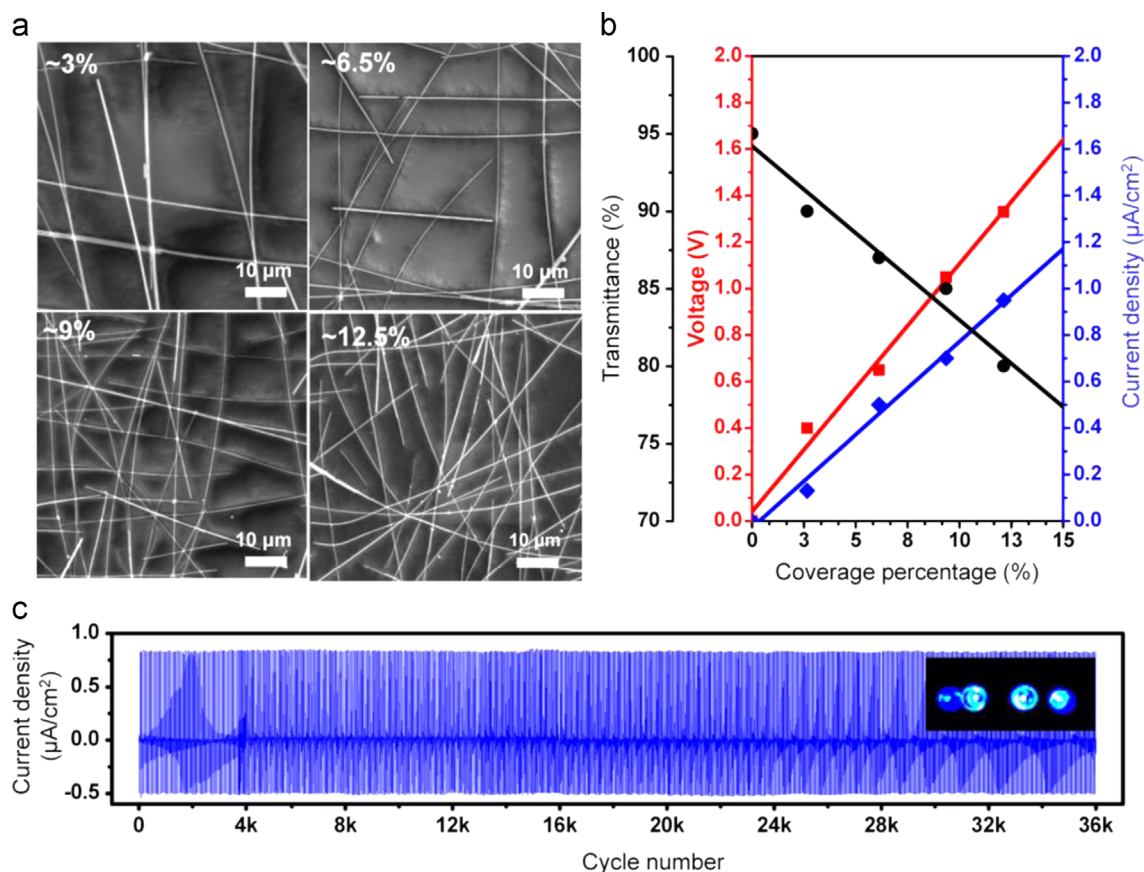 a
~3%
10 µm
~6.5%
10 µm
~9%
10 µm
~12.5%
10 µm
b
Transmittance (%)
100
95
90
85
80
75
70
Voltage (V)
2.0
1.8
1.6
1.4
1.2
1.0
0.8
0.6
0.4
0.2
0.0
Current density (µA/cm²)
2.0
1.8
1.6
1.4
1.2
1.0
0.8
0.6
0.4
0.2
0.0
0 3 5 8 10 13 15
Coverage percentage (%)
c
Current density
(µA/cm²)
1.0
0.5
0.0
-0.5
0 4k 8k 12k 16k 20k 24k 28k 32k 36k
Cycle number